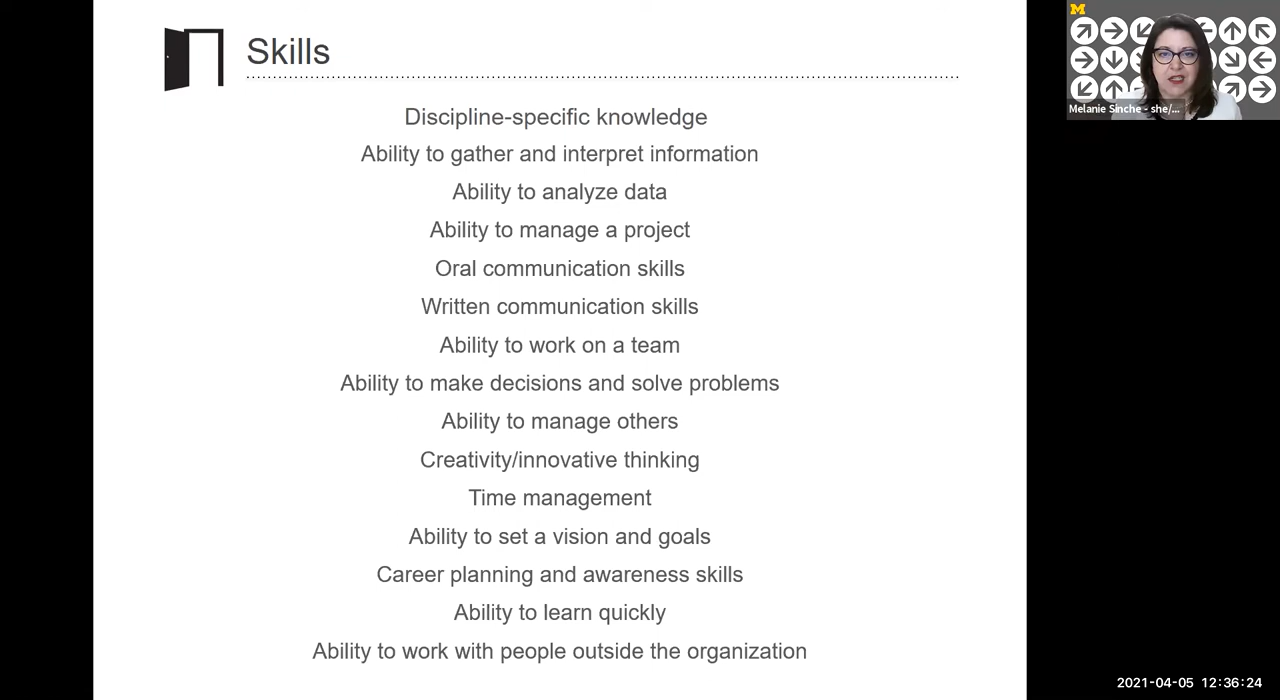 Skills
Discipline-specific knowledge
Ability to gather and interpret information
Ability to analyze data
Ability to manage a project
Oral communication skills
Written communication skills
Ability to work on a team
Ability to make decisions and solve problems
Ability to manage others
Creativity/innovative thinking
Time management
Ability to set a vision and goals
Career planning and awareness skills
Ability to learn quickly
Ability to work with people outside the organization
M
Melanie Sinche - she/...
2021-04-05 12:36:24